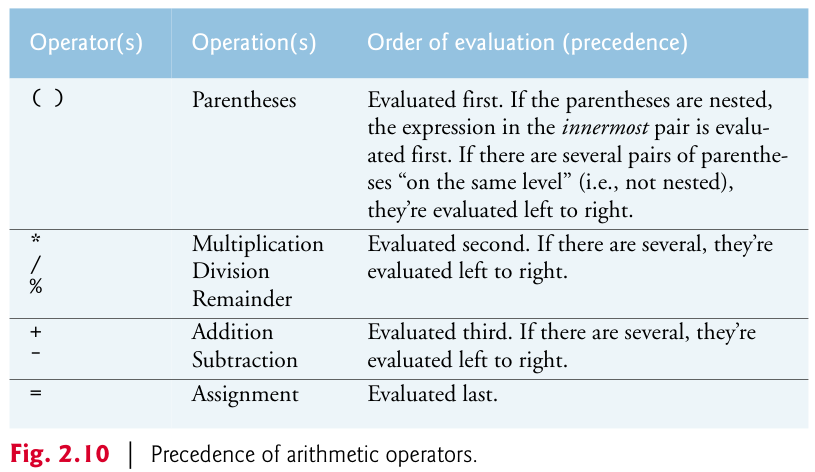 Operator(s) Operation(s) Order of evaluation (precedence)
( ) Parentheses Evaluated first. If the parentheses are nested,
the expression in the innermost pair is evalu-
ated first. If there are several pairs of parenthe-
ses “on the same level” (i.e., not nested),
they’re evaluated left to right.
* Multiplication Evaluated second. If there are several, they’re
/ Division evaluated left to right.
% Remainder
+ Addition Evaluated third. If there are several, they’re
- Subtraction evaluated left to right.
= Assignment Evaluated last.
Fig. 2.10 | Precedence of arithmetic operators.